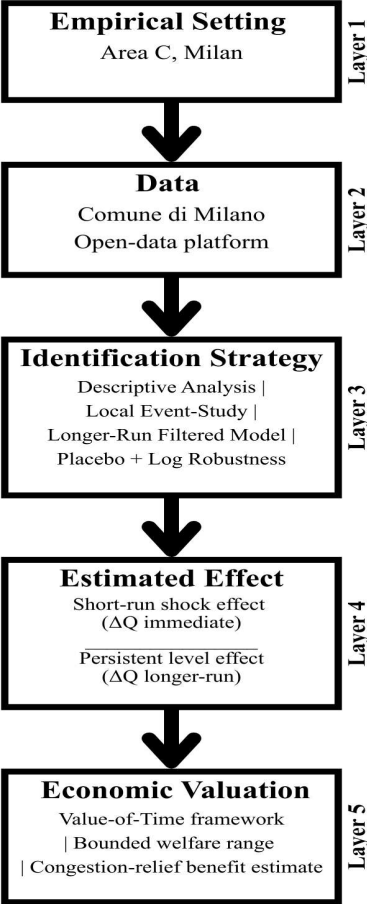 Empirical Setting
Area C, Milan
Layer 1
Data
Comune di Milano
Open-data platform
Layer 2
Identification Strategy
Descriptive Analysis |
Local Event-Study |
Longer-Run Filtered Model |
Placebo + Log Robustness
Layer 3
Estimated Effect
Short-run shock effect
(ΔQ immediate)
Persistent level effect
(ΔQ longer-run)
Layer 4
Economic Valuation
Value-of-Time framework
| Bounded welfare range
| Congestion-relief benefit estimate
Layer 5